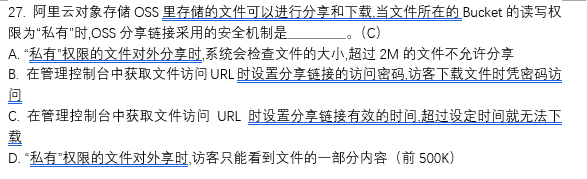 27. 阿里云对象存储 OSS 里存储的文件可以进行分享和下载,当文件所在的 Bucket 的读写权
限为“私有”时,OSS 分享链接采用的安全机制是________。（C）
A. “私有”权限的文件对外分享时,系统会检查文件的大小,超过 2M 的文件不允许分享
B. 在管理控制台中获取文件访问 URL 时设置分享链接的访问密码,访客下载文件时凭密码访
问
C. 在管理控制台中获取文件访问 URL 时设置分享链接有效的时间,超过设定时间就无法下
载
D. “私有”权限的文件对外享时,访客只能看到文件的一部分内容（前 500K）